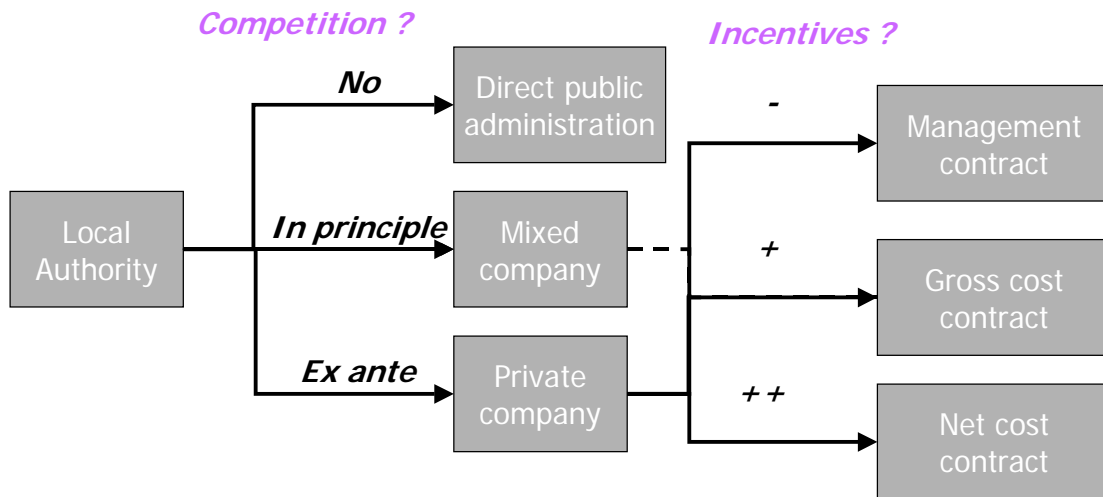 Competition ?
Incentives ?
No
Direct public
administration
-
Management
contract
Local
Authority
In principle
Mixed
company
+
Gross cost
contract
Ex ante
Private
company
++
Net cost
contract